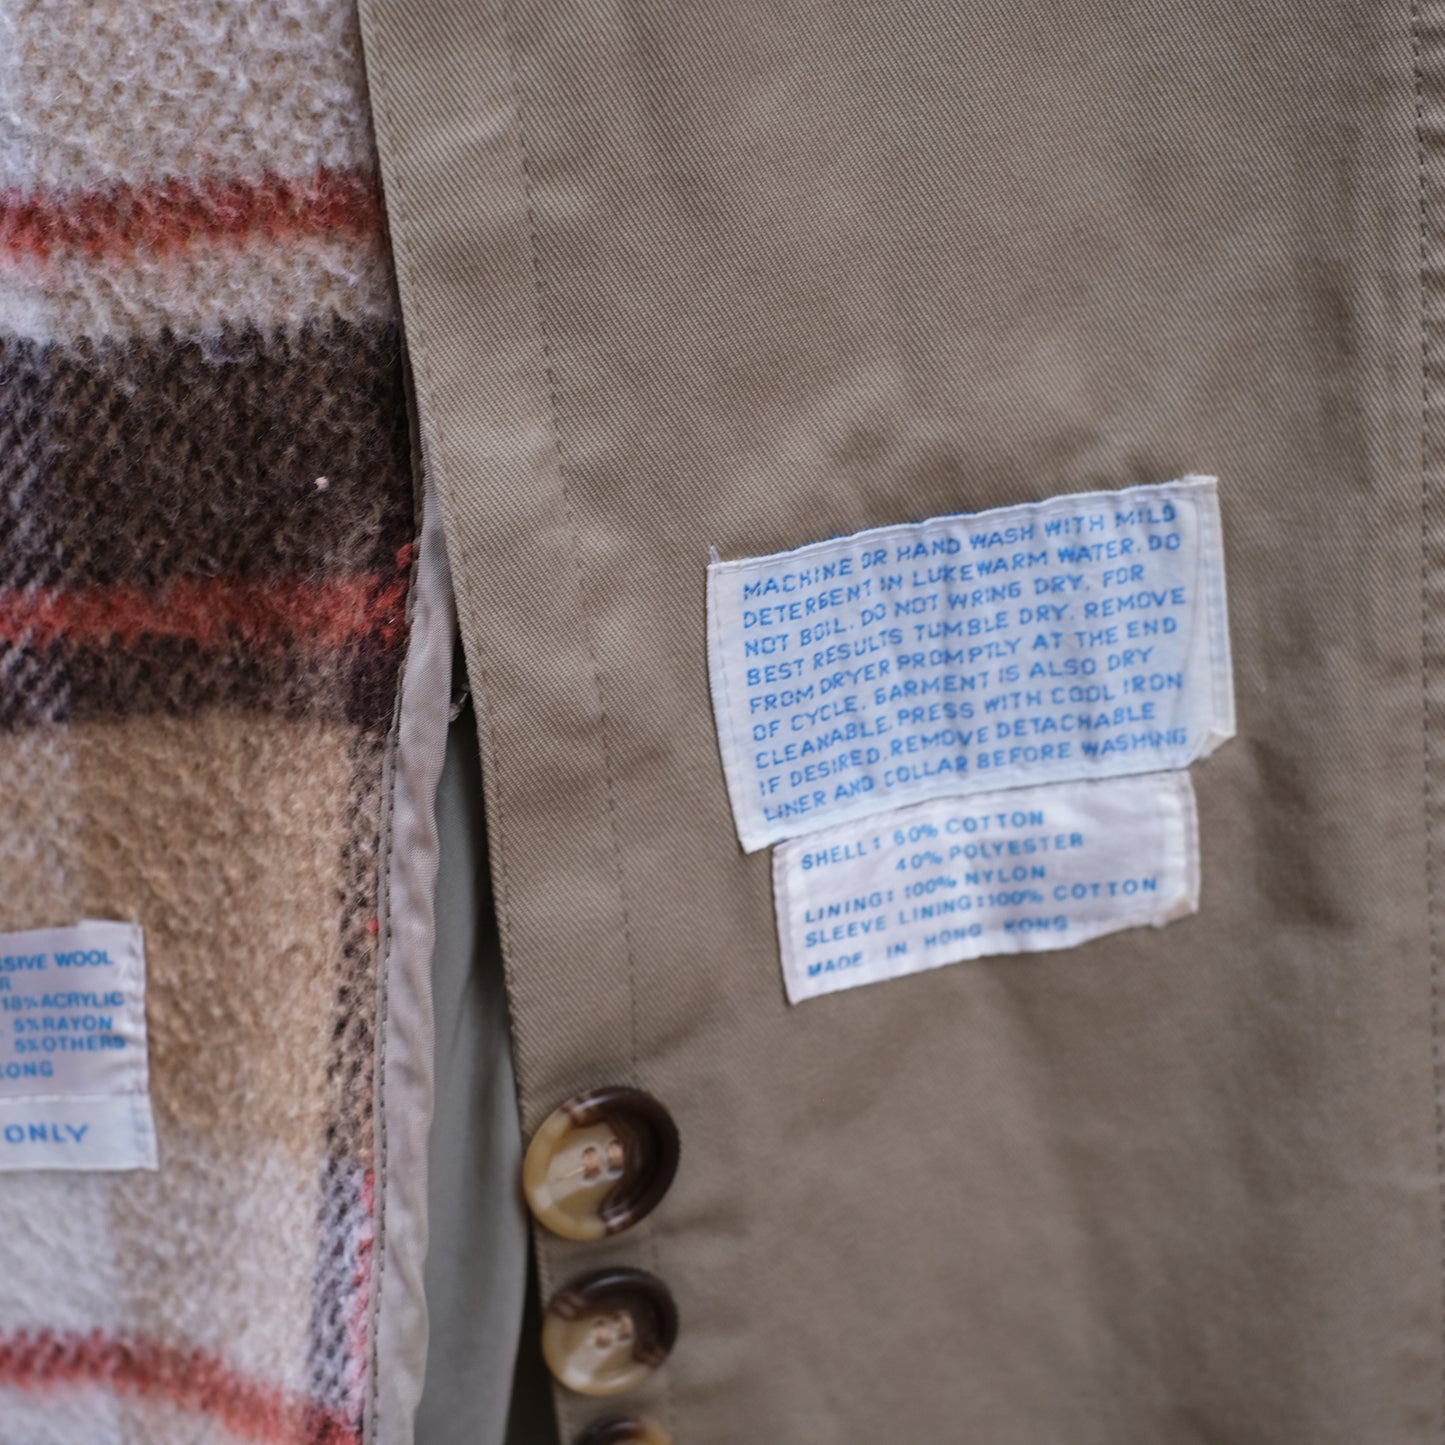 MACHINE OR HAND WASH WITH MILD
DETERGENT IN LUKEWARM WATER. DO
NOT BOIL. DO NOT WRING DRY. FOR
BEST RESULTS TUMBLE DRY. REMOVE
FROM DRYER PROMPTLY AT THE END
OF CYCLE. GARMENT IS ALSO DRY
CLEANABLE. PRESS WITH COOL IRON
IF DESIRED. REMOVE DETACHABLE
LINER AND COLLAR BEFORE WASHING
SHELL: 60% COTTON
40% POLYESTER
LINING: 100% NYLON
SLEEVE LINING: 100% COTTON
MADE IN HONG KONG
SSIVE WOOL
R
18% ACRYLIC
5% RAYON
5% OTHERS
KONG
ONLY